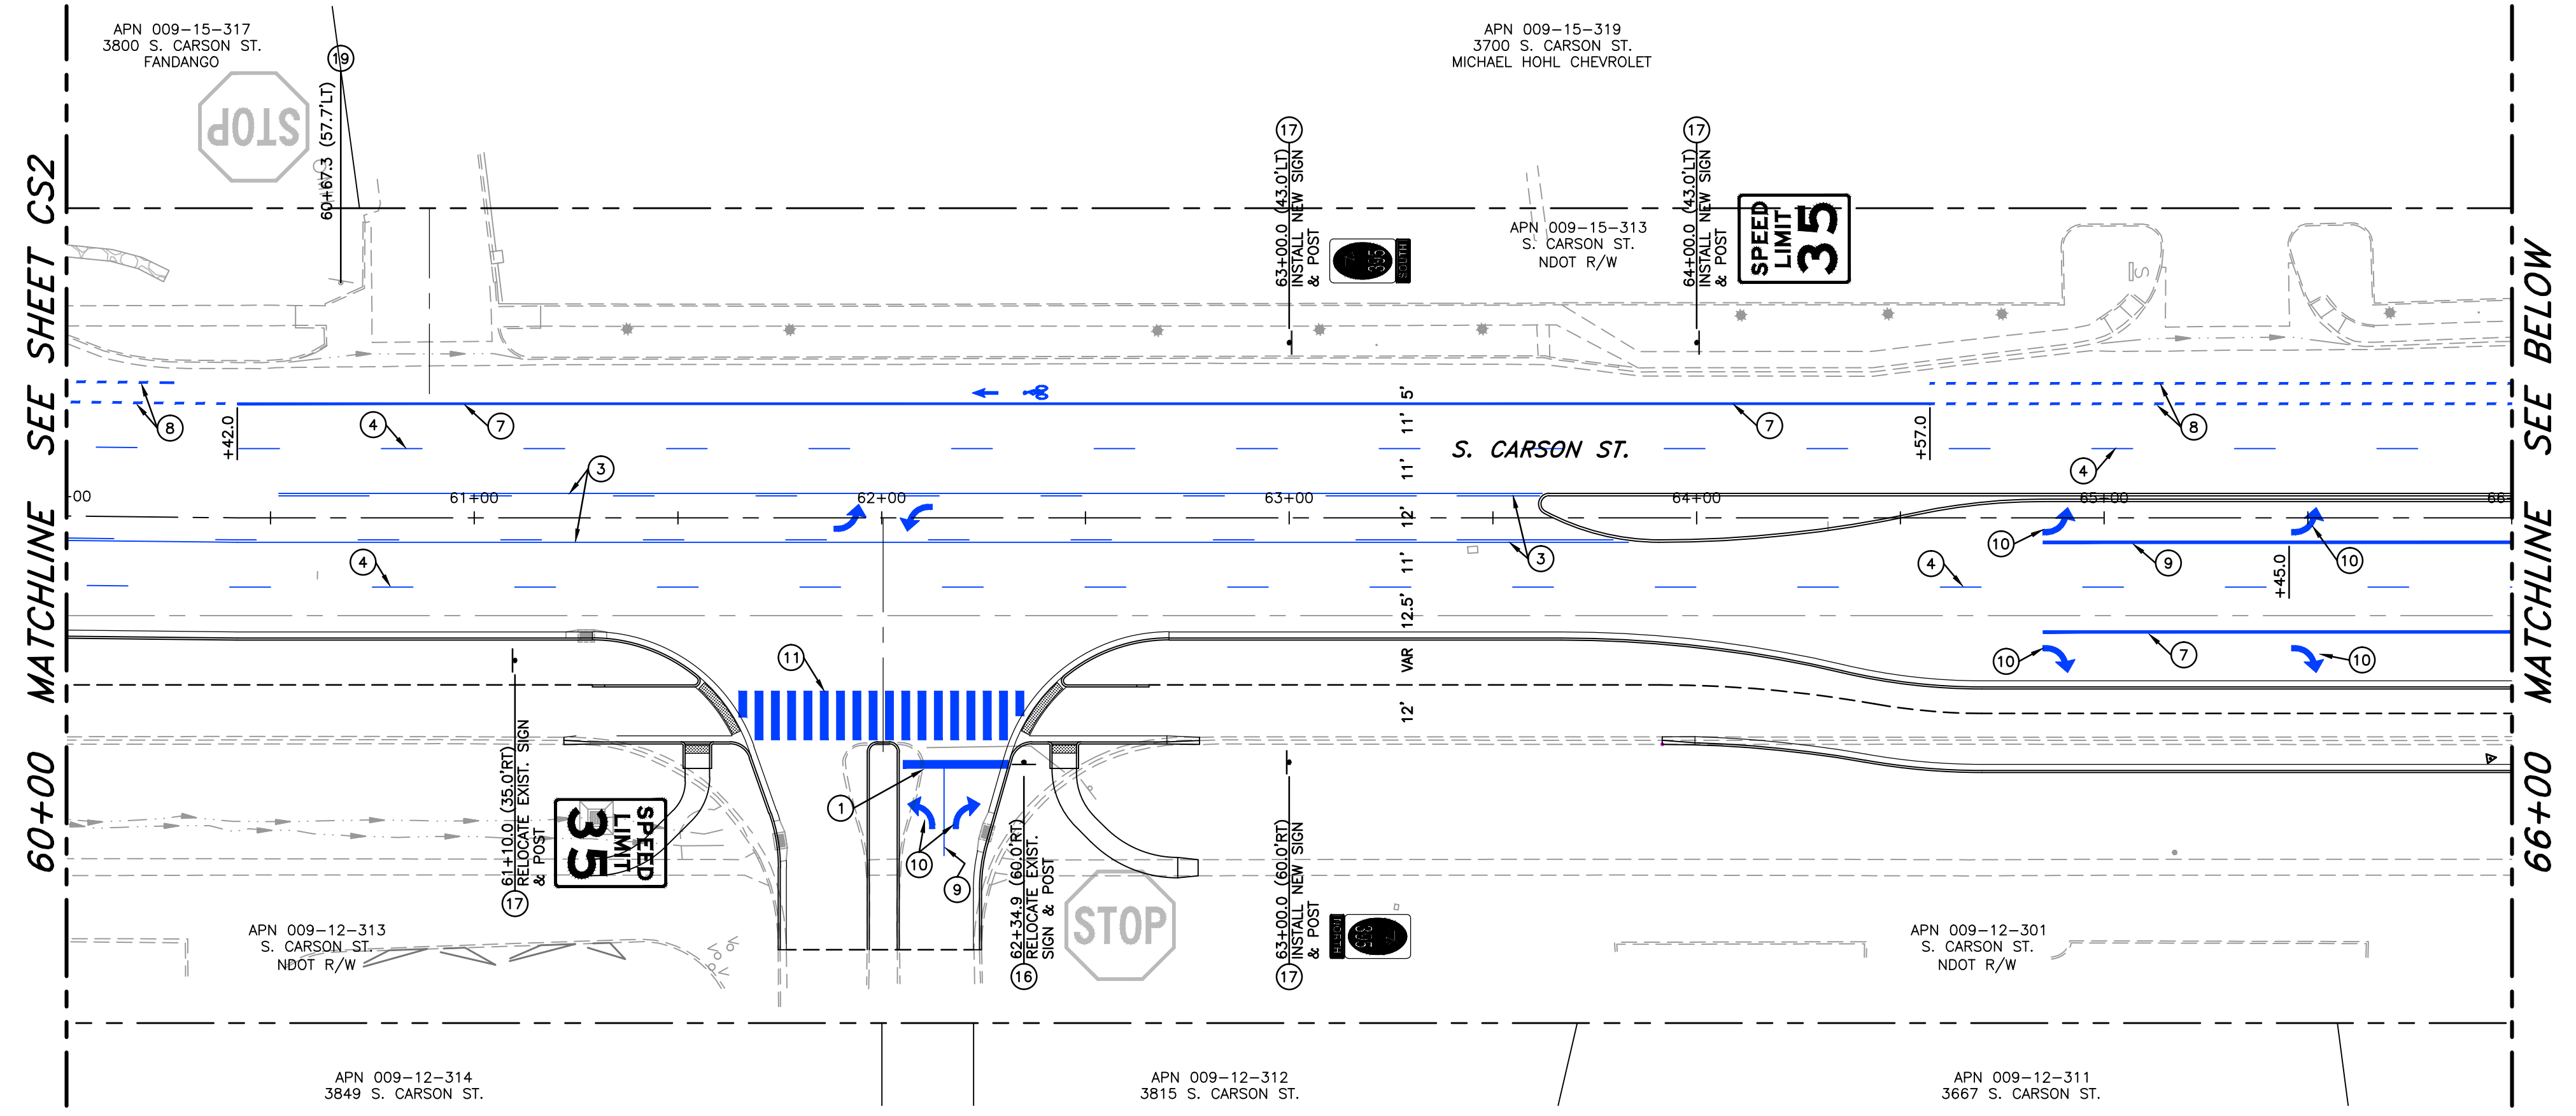 APN 009-15-317
3800 S. CARSON ST.
FANDANGO
19
60+67.3 (57.7'LT)
STOP
APN 009-15-319
3700 S. CARSON ST.
MICHAEL HOHL CHEVROLET
17
63+00.0 (43.0'LT)
INSTALL NEW SIGN
& POST
395
SOUTH
17
64+00.0 (43.0'LT)
INSTALL NEW SIGN
& POST
SPEED
LIMIT
35
APN 009-15-313
S. CARSON ST.
NDOT R/W
MATCHLINE SEE SHEET CS2
60+00
MATCHLINE SEE BELOW
66+00
8
+42.0
4
7
3
5'
11'
11'
12'
11'
12.5'
VAR
12'
S. CARSON ST.
7
+57.0
8
4
-00
61+00
62+00
63+00
64+00
65+00
66-
4
3
4
10
9
10
+45.0
10
7
10
11
1
10
9
61+10.0 (35.0'RT)
RELOCATE EXIST. SIGN
& POST
17
SPEED
LIMIT
35
62+34.9 (60.0'RT)
RELOCATE EXIST.
SIGN & POST
16
STOP
63+00.0 (60.0'RT)
INSTALL NEW SIGN
& POST
17
NORTH
395
APN 009-12-313
S. CARSON ST.
NDOT R/W
APN 009-12-301
S. CARSON ST.
NDOT R/W
APN 009-12-314
3849 S. CARSON ST.
APN 009-12-312
3815 S. CARSON ST.
APN 009-12-311
3667 S. CARSON ST.